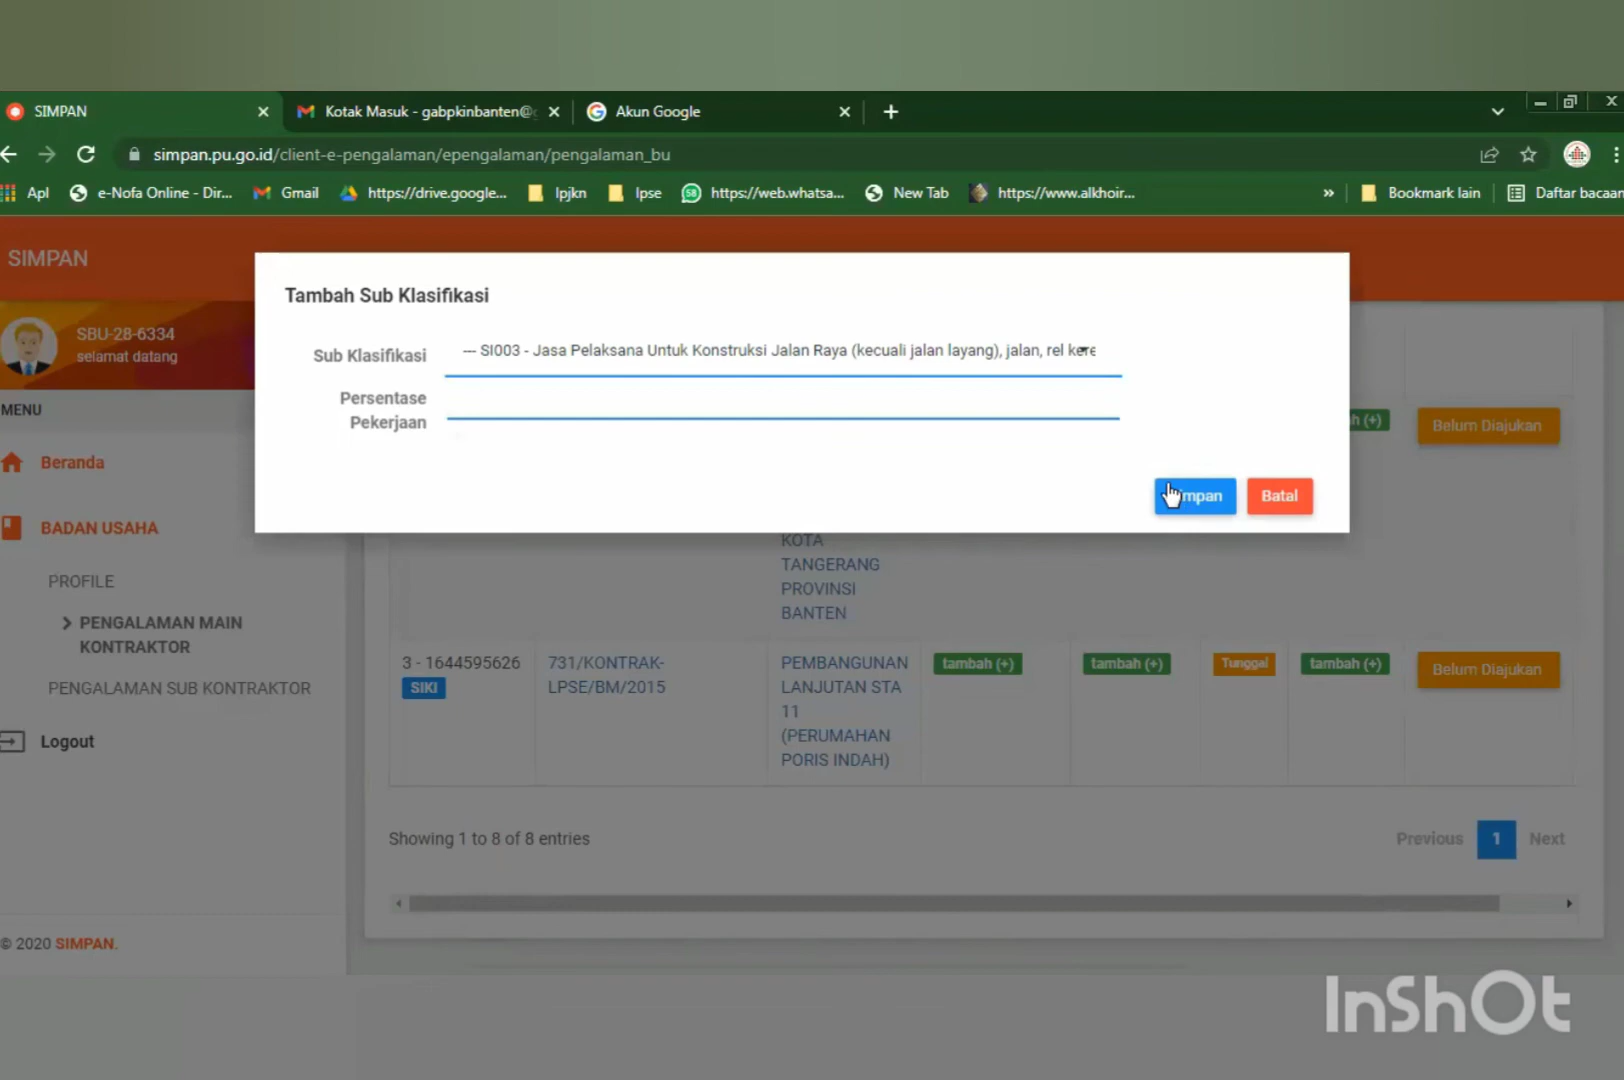 SIMPAN
Kotak Masuk - gabpkinbanten@
Akun Google
simpan.pu.go.id/client-e-pengalaman/epengalaman/pengalaman_bu
Apl
e-Nofa Online - Dir...
Gmail
https://drive.google...
lpjkn
lpse
58
https://web.whatsa...
New Tab
https://www.alkhoir...
»
Bookmark lain
Daftar bacaan
SIMPAN
SBU-28-6334
selamat datang
MENU
Beranda
BADAN USAHA
PROFILE
PENGALAMAN MAIN
KONTRAKTOR
PENGALAMAN SUB KONTRAKTOR
Logout
© 2020 SIMPAN.
Tambah Sub Klasifikasi
Sub Klasifikasi
--- SI003 - Jasa Pelaksana Untuk Konstruksi Jalan Raya (kecuali jalan layang), jalan, rel kere
Persentase
Pekerjaan
impan
Batal
h (+)
Belum Diajukan
KOTA
TANGERANG
PROVINSI
BANTEN
3 - 1644595626
SIKI
731/KONTRAK-
LPSE/BM/2015
PEMBANGUNAN
LANJUTAN STA
11
(PERUMAHAN
PORIS INDAH)
tambah (+)
tambah (+)
Tunggal
tambah (+)
Belum Diajukan
Showing 1 to 8 of 8 entries
Previous
1
Next
InShOt